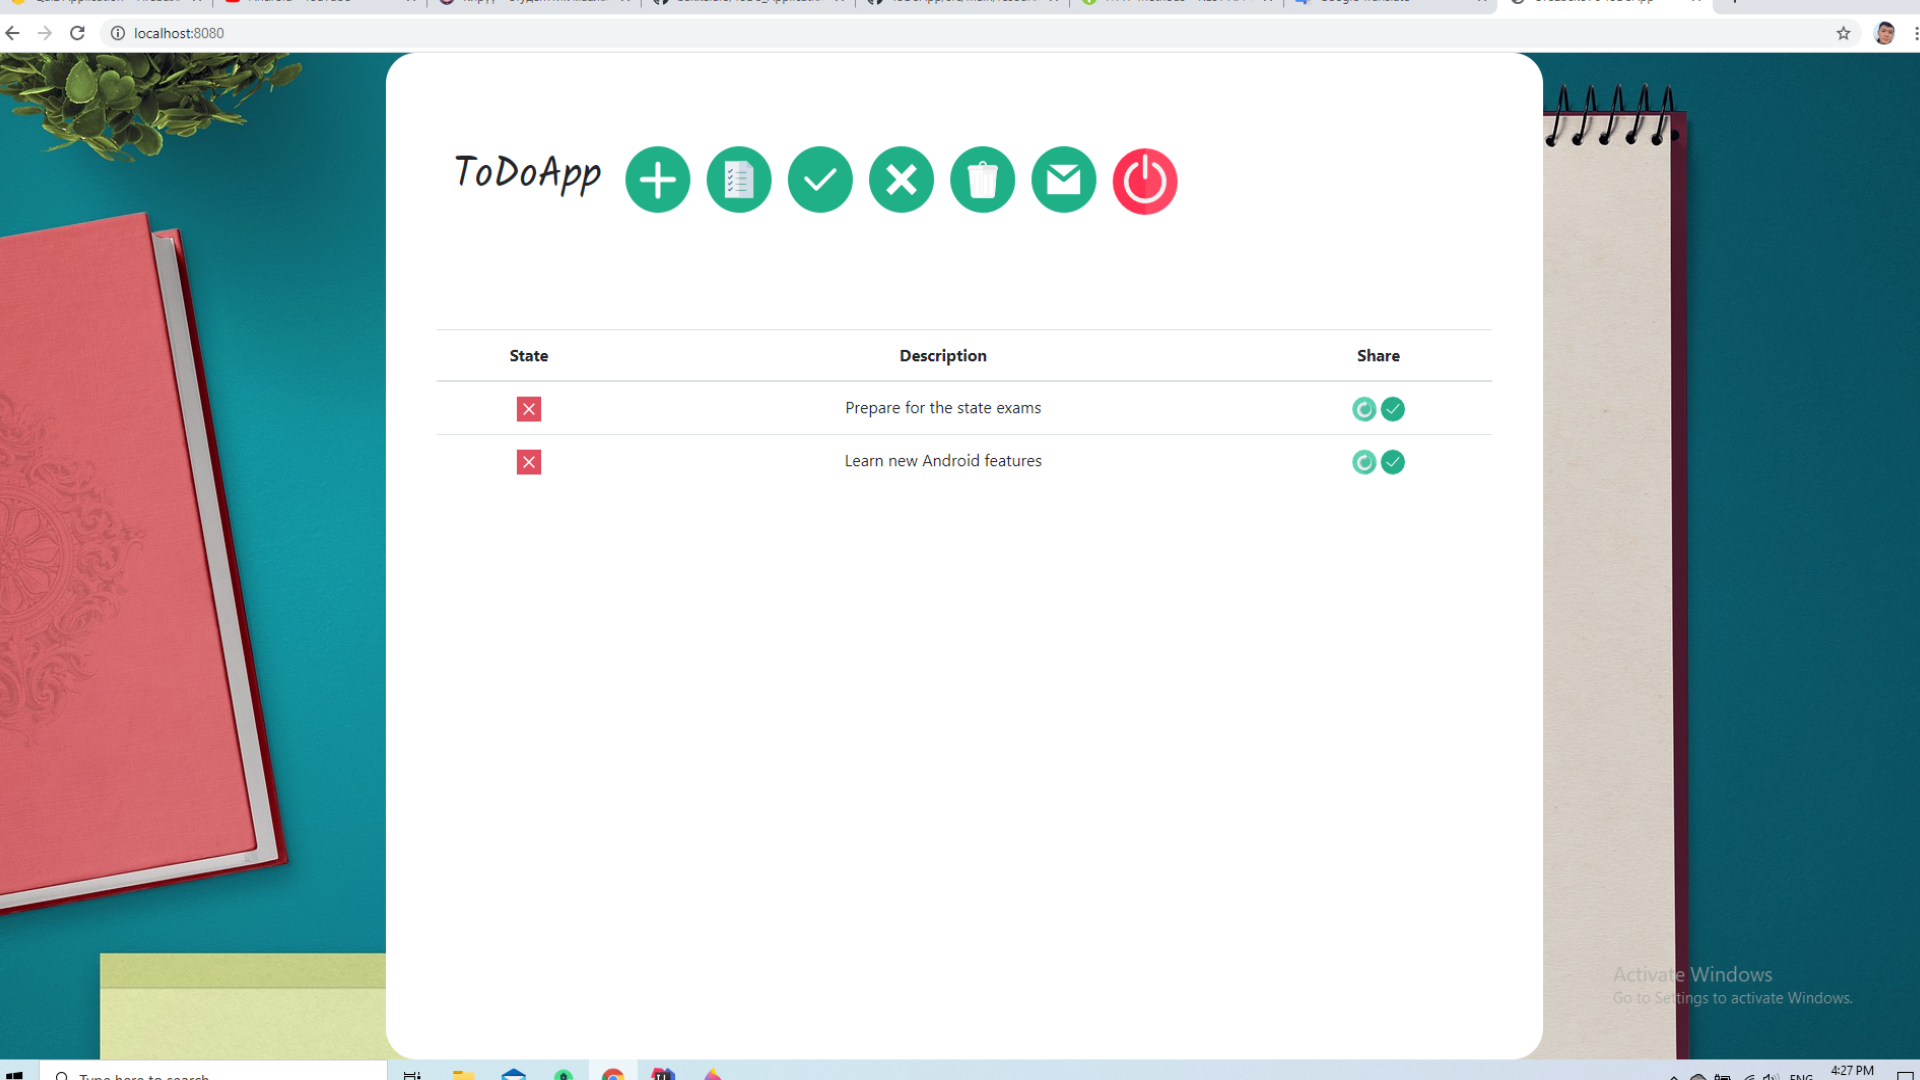 localhost:8080
ToDoApp
State Description Share
Prepare for the state exams
Learn new Android features
Activate Windows
Go to Settings to activate Windows.
Type here to search
ENG
4:27 PM